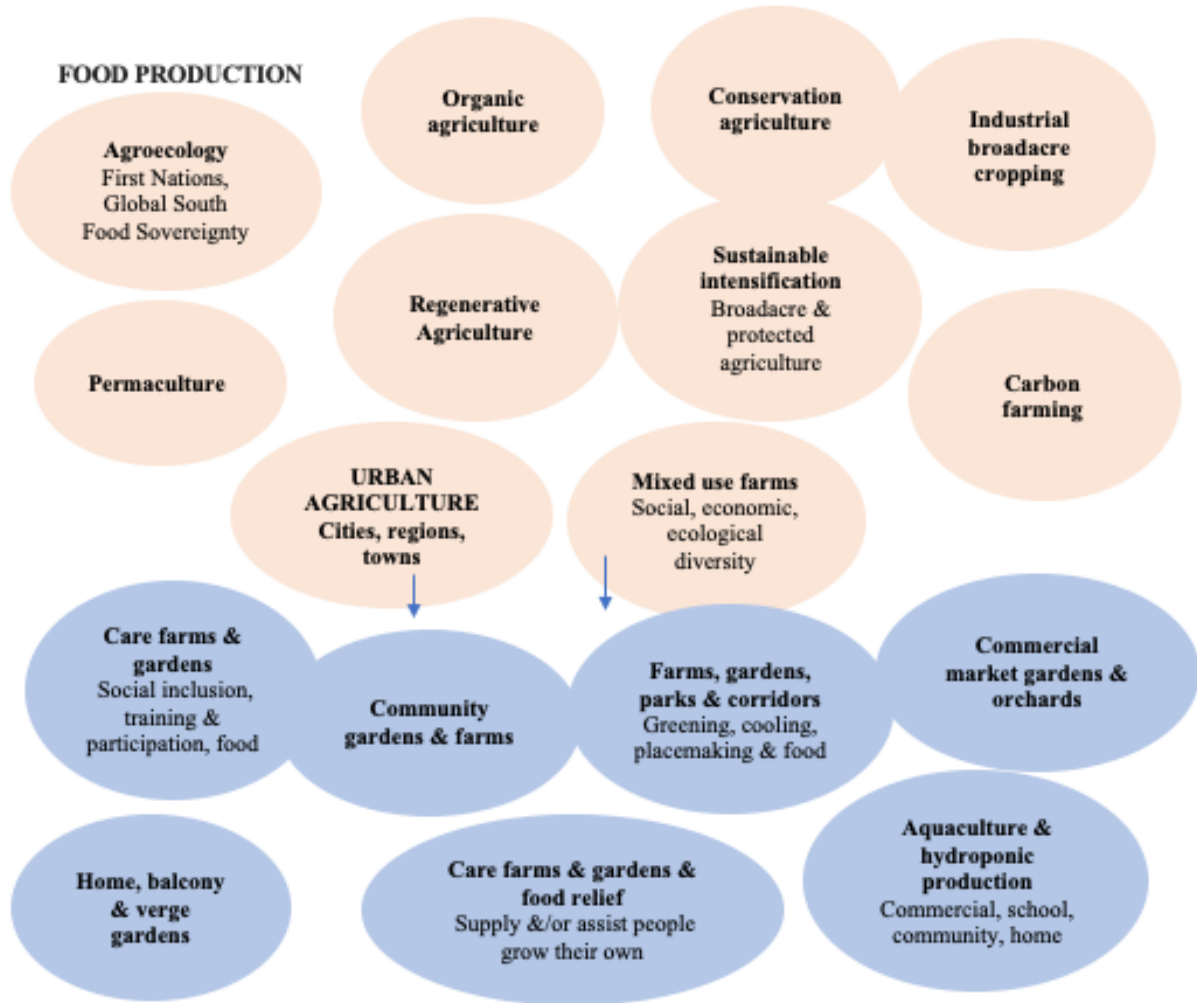 FOOD PRODUCTION
Agroecology
First Nations,
Global South
Food Sovereignty
Organic
agriculture
Conservation
agriculture
Industrial
broadacre
cropping
Permaculture
Regenerative
Agriculture
Sustainable
intensification
Broadacre &
protected
agriculture
Carbon
farming
URBAN
AGRICULTURE
Cities, regions,
towns
Mixed use farms
Social, economic,
ecological
diversity
Care farms &
gardens
Social inclusion,
training &
participation, food
Community
gardens & farms
Farms, gardens,
parks & corridors
Greening, cooling,
placemaking & food
Commercial
market gardens &
orchards
Home, balcony
& verge
gardens
Care farms & gardens &
food relief
Supply &/or assist people
grow their own
Aquaculture &
hydroponic
production
Commercial, school,
community, home